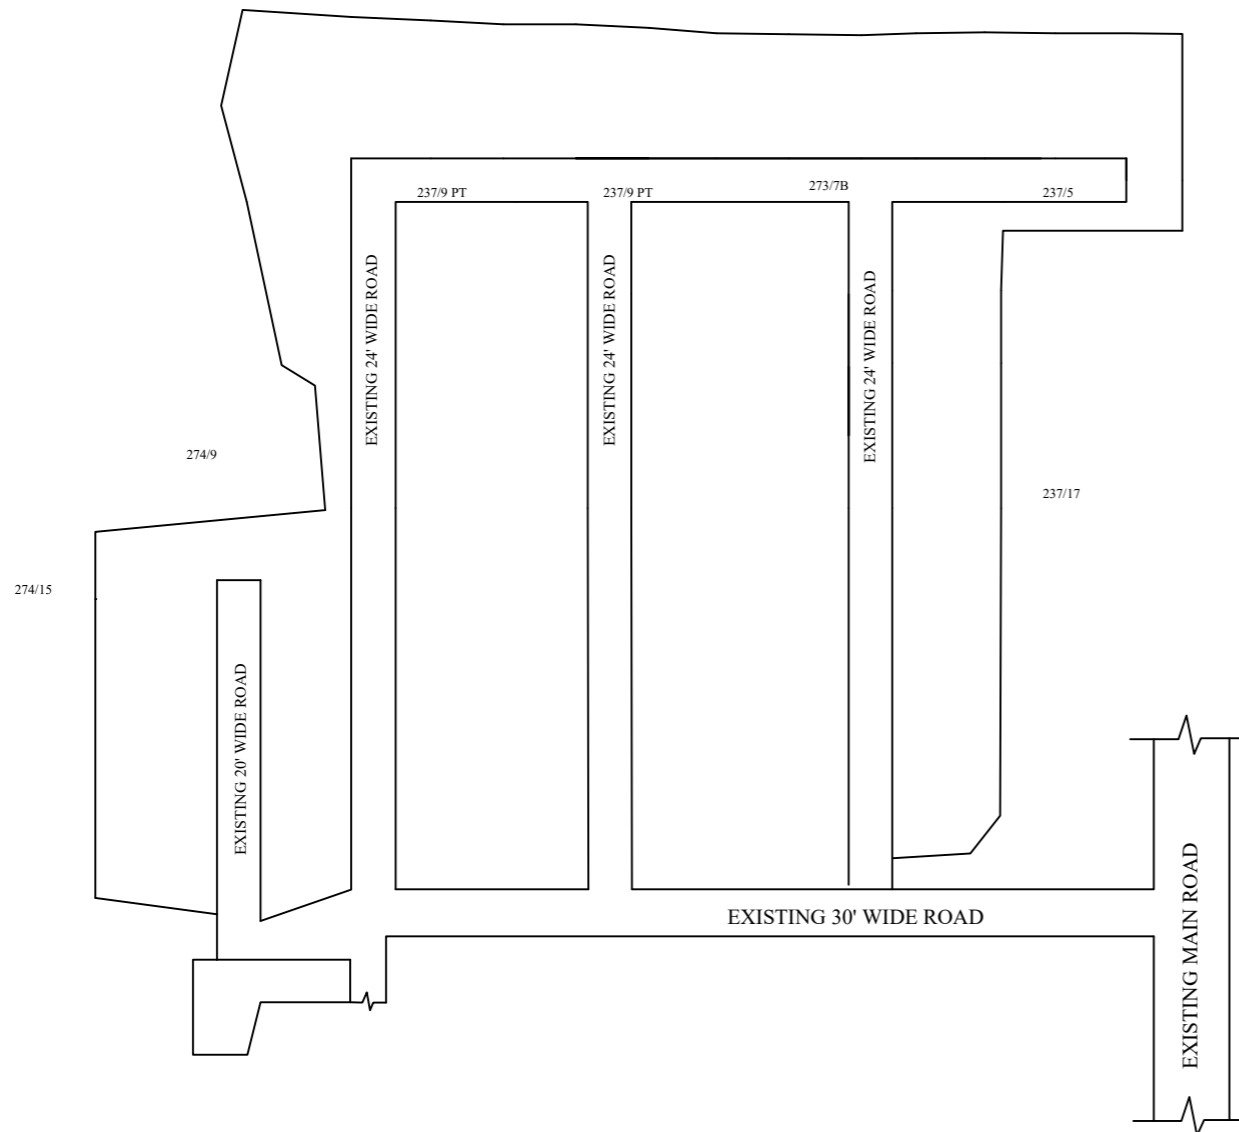 237/9 PT
237/9 PT
273/7B
237/5
EXISTING 24' WIDE ROAD
EXISTING 24' WIDE ROAD
EXISTING 24' WIDE ROAD
274/9
237/17
274/15
EXISTING 20' WIDE ROAD
EXISTING 30' WIDE ROAD
EXISTING MAIN ROAD